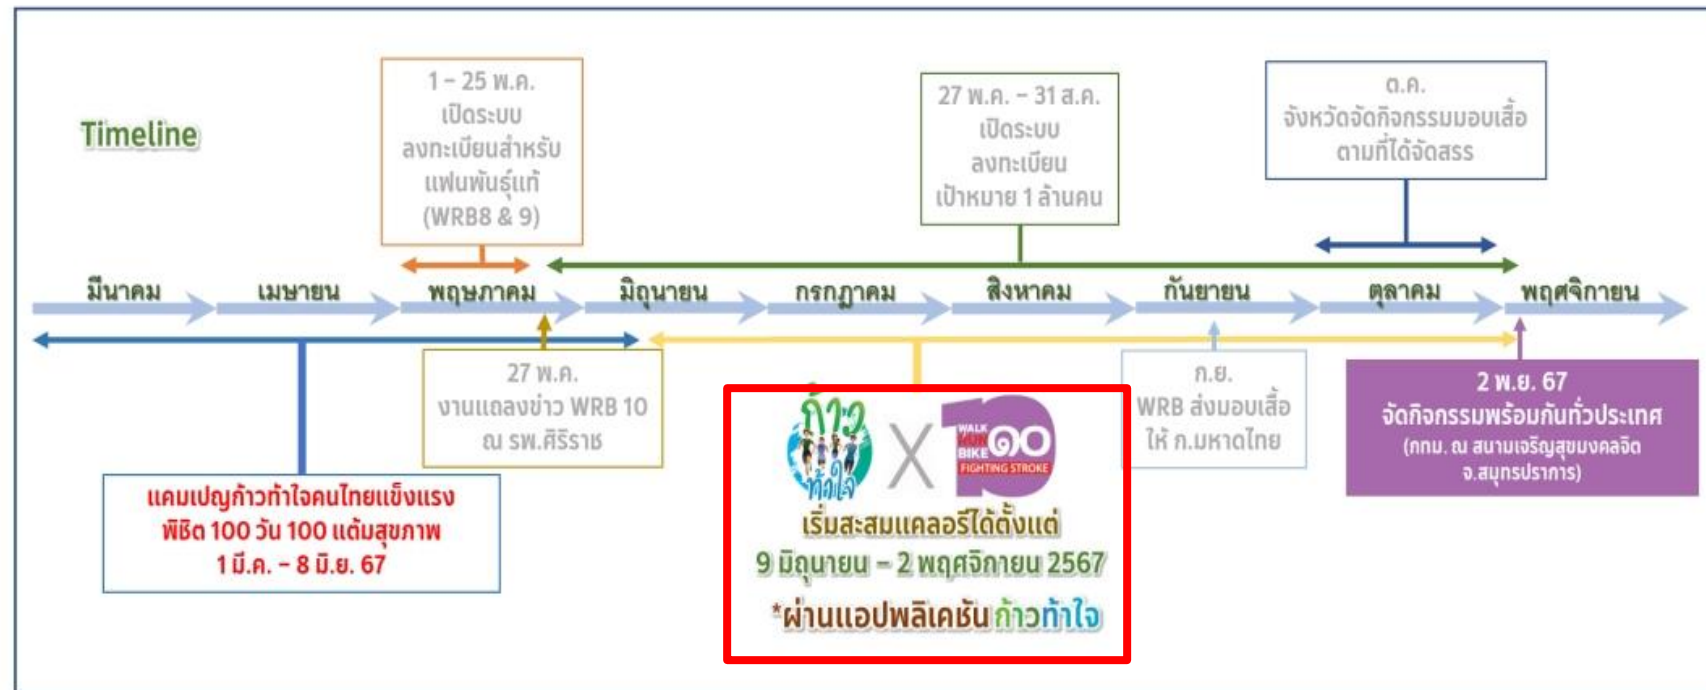 Timeline
1 – 25 พ.ค.
เปิดระบบ
ลงทะเบียนสำหรับ
แฟนพันธุ์แท้
(WRB8 & 9)
27 พ.ค. – 31 ส.ค.
เปิดระบบ
ลงทะเบียน
เป้าหมาย 1 ล้านคน
ต.ค.
จังหวัดจัดกิจกรรมมอบเสื้อ
ตามที่ได้จัดสรร
มีนาคม เมษายน พฤษภาคม มิถุนายน กรกฎาคม สิงหาคม กันยายน ตุลาคม พฤศจิกายน
แคมเปญก้าวท้าใจคนไทยแข็งแรง
พิชิต 100 วัน 100 แต้มสุขภาพ
1 มี.ค. – 8 มิ.ย. 67
27 พ.ค.
งานแถลงข่าว WRB 10
ณ รพ.ศิริราช
ก้าว
ท้าใจ
X
WALK
RUN
BIKE ๑๐
FIGHTING STROKE
เริ่มสะสมแคลอรีได้ตั้งแต่
9 มิถุนายน – 2 พฤศจิกายน 2567
*ผ่านแอปพลิเคชัน ก้าวท้าใจ
ก.ย.
WRB ส่งมอบเสื้อ
ให้ ก.มหาดไทย
2 พ.ย. 67
จัดกิจกรรมพร้อมกันทั่วประเทศ
(กทม. ณ สนามเจริญสุขมงคลจิต
จ.สมุทรปราการ)